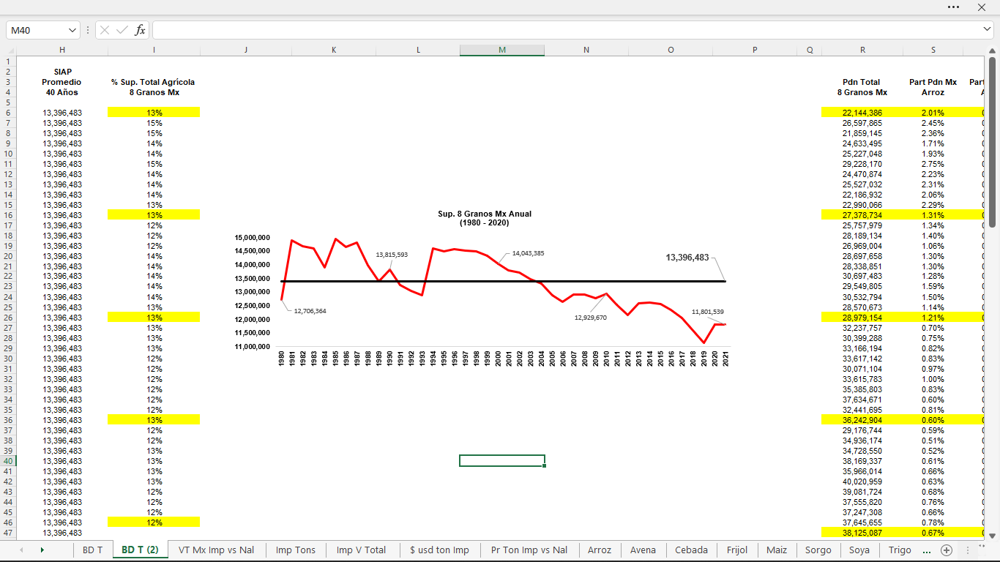 M40
fx
H I J K L M N O P Q R S
1
2 SIAP
3 Promedio % Sup. Total Agrícola Pdn Total Part Pdn Mx Part
4 40 Años 8 Granos Mx 8 Granos Mx Arroz
5
6 13,396,483 13% 22,144,386 2.01%
7 13,396,483 15% 26,597,865 2.45%
8 13,396,483 15% 21,859,145 2.36%
9 13,396,483 14% 24,633,495 1.71%
10 13,396,483 14% 25,227,048 1.93%
11 13,396,483 15% 29,228,170 2.75%
12 13,396,483 14% 24,470,874 2.23%
13 13,396,483 14% 25,527,032 2.31%
14 13,396,483 14% 22,186,932 2.06%
15 13,396,483 13% 22,990,066 2.29%
16 13,396,483 13% 27,378,734 1.31%
17 13,396,483 12% 25,757,979 1.34%
18 13,396,483 12% 28,189,134 1.40%
19 13,396,483 12% 26,969,004 1.06%
20 13,396,483 14% 28,697,658 1.30%
21 13,396,483 14% 28,338,851 1.30%
22 13,396,483 14% 30,697,483 1.28%
23 13,396,483 14% 29,549,805 1.59%
24 13,396,483 14% 30,532,794 1.50%
25 13,396,483 13% 28,570,673 1.14%
26 13,396,483 13% 28,979,154 1.21%
27 13,396,483 13% 32,237,757 0.70%
28 13,396,483 13% 30,399,288 0.75%
29 13,396,483 13% 33,166,194 0.82%
30 13,396,483 12% 33,617,142 0.83%
31 13,396,483 12% 30,071,104 0.97%
32 13,396,483 12% 33,615,783 1.00%
33 13,396,483 12% 35,385,803 0.83%
34 13,396,483 12% 37,634,671 0.60%
35 13,396,483 12% 32,441,695 0.81%
36 13,396,483 13% 36,242,904 0.60%
37 13,396,483 12% 29,176,744 0.59%
38 13,396,483 12% 34,936,174 0.51%
39 13,396,483 13% 34,728,550 0.52%
40 13,396,483 13% 38,169,337 0.61%
41 13,396,483 13% 35,966,014 0.66%
42 13,396,483 13% 40,020,959 0.63%
43 13,396,483 12% 39,081,724 0.68%
44 13,396,483 12% 37,555,820 0.76%
45 13,396,483 12% 37,247,308 0.66%
46 13,396,483 12% 37,645,655 0.78%
47 13,396,483 38,125,087 0.67%
Sup. 8 Granos Mx Anual
(1980 - 2020)
15,000,000
14,500,000
14,000,000
13,500,000
13,000,000
12,500,000
12,000,000
11,500,000
11,000,000
12,706,364
13,815,593
14,043,385
12,929,670
13,396,483
11,801,539
1980 1981 1982 1983 1984 1985 1986 1987 1988 1989 1990 1991 1992 1993 1994 1995 1996 1997 1998 1999 2000 2001 2002 2003 2004 2005 2006 2007 2008 2009 2010 2011 2012 2013 2014 2015 2016 2017 2018 2019 2020 2021
BD T BD T (2) VT Mx Imp vs Nal Imp Tons Imp V Total $ usd ton Imp Pr Ton Imp vs Nal Arroz Avena Cebada Frijol Maiz Sorgo Soya Trigo ...